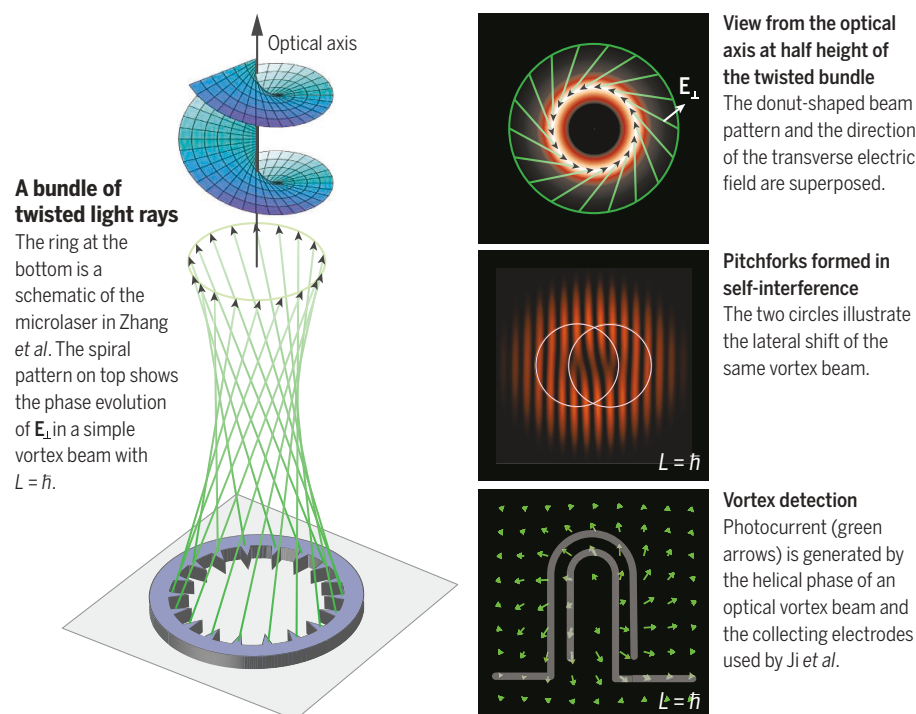 Optical axis
A bundle of
twisted light rays
The ring at the
bottom is a
schematic of the
microlaser in Zhang
et al. The spiral
pattern on top shows
the phase evolution
of E⊥ in a simple
vortex beam with
L = ħ.
E⊥
View from the optical
axis at half height of
the twisted bundle
The donut-shaped beam
pattern and the direction
of the transverse electric
field are superposed.
L = ħ
Pitchforks formed in
self-interference
The two circles illustrate
the lateral shift of the
same vortex beam.
L = ħ
Vortex detection
Photocurrent (green
arrows) is generated by
the helical phase of an
optical vortex beam and
the collecting electrodes
used by Ji et al.